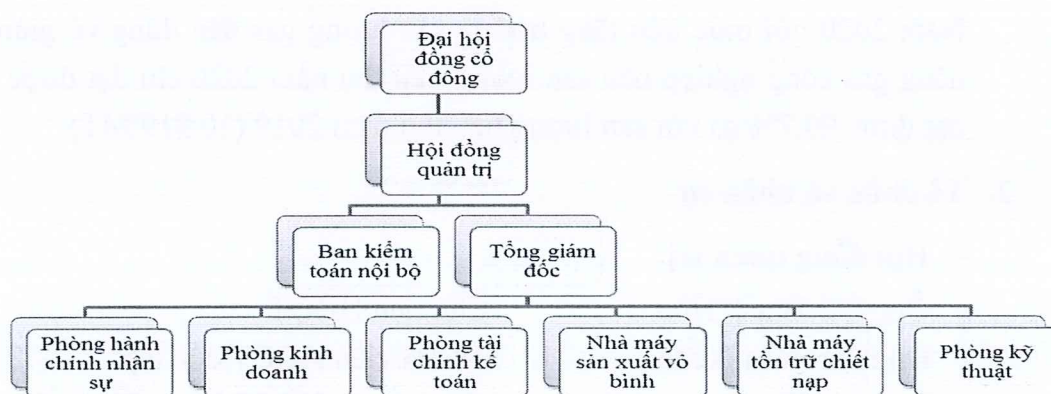 Đại hội
đồng cổ
đông
Hội đồng
quản trị
Ban kiểm
toán nội bộ
Tổng giám
đốc
Phòng hành
chính nhân
sự
Phòng kinh
doanh
Phòng tài
chính kế
toán
Nhà máy
sản xuất vỏ
bình
Nhà máy
tồn trữ chiết
nạp
Phòng kỹ
thuật